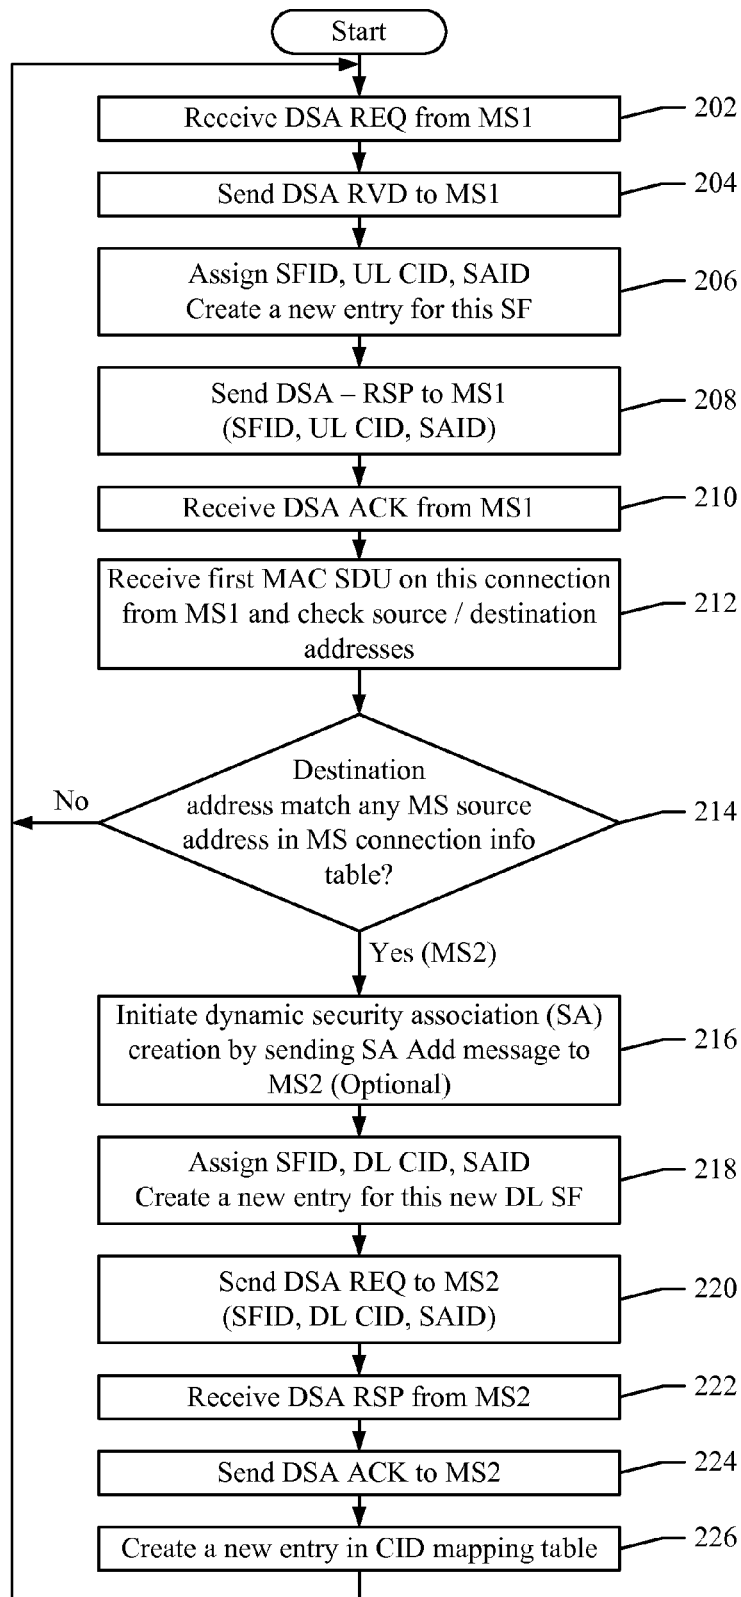 Start
Receive DSA REQ from MS1
202
Send DSA RVD to MS1
204
Assign SFID, UL CID, SAID
Create a new entry for this SF
206
Send DSA – RSP to MS1
(SFID, UL CID, SAID)
208
Receive DSA ACK from MS1
210
Receive first MAC SDU on this connection
from MS1 and check source / destination
addresses
212
Destination
address match any MS source
address in MS connection info
table?
214
No
Yes (MS2)
Initiate dynamic security association (SA)
creation by sending SA Add message to
MS2 (Optional)
216
Assign SFID, DL CID, SAID
Create a new entry for this new DL SF
218
Send DSA REQ to MS2
(SFID, DL CID, SAID)
220
Receive DSA RSP from MS2
222
Send DSA ACK to MS2
224
Create a new entry in CID mapping table
226